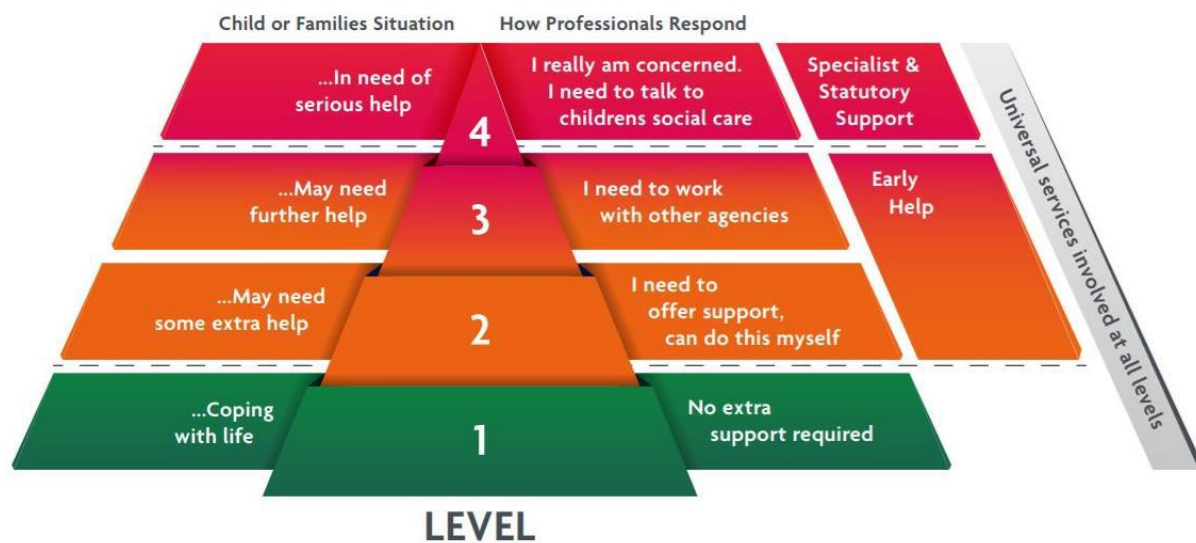 Child or Families Situation
How Professionals Respond
...In need of
serious help
4
I really am concerned.
I need to talk to
childrens social care
Specialist &
Statutory
Support
...May need
further help
3
I need to work
with other agencies
Early
Help
...May need
some extra help
2
I need to
offer support,
can do this myself
...Coping
with life
1
No extra
support required
Universal services involved at all levels
LEVEL